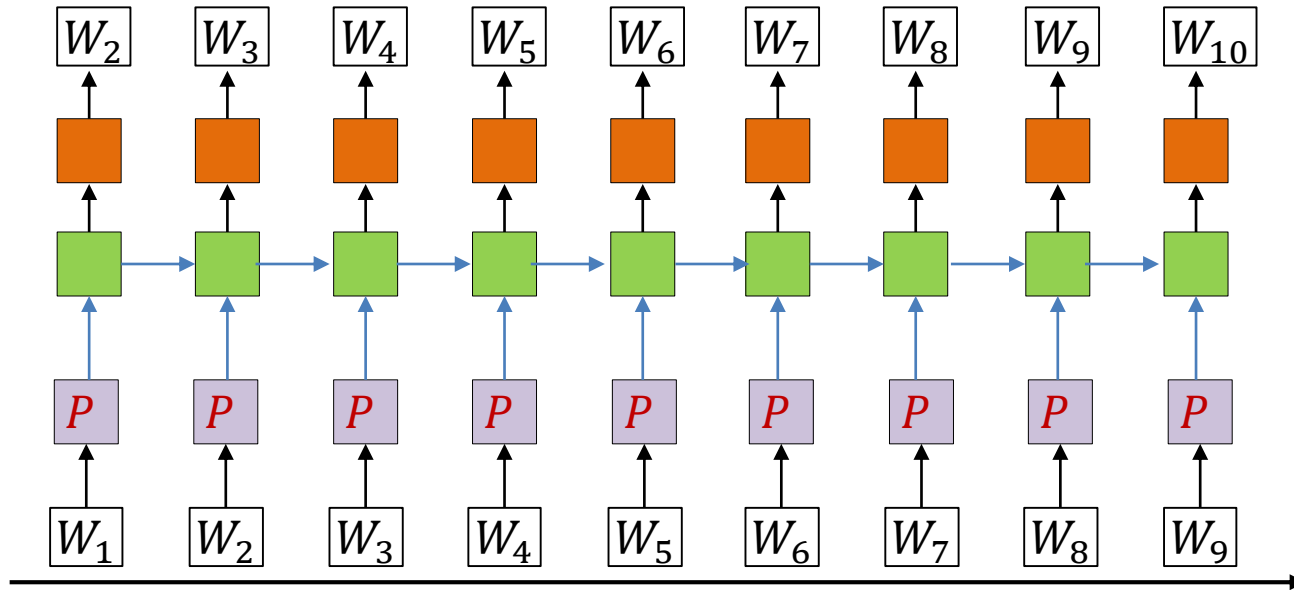 W₂ W₃ W₄ W₅ W₆ W₇ W₈ W₉ W₁₀
P P P P P P P P P
W₁ W₂ W₃ W₄ W₅ W₆ W₇ W₈ W₉